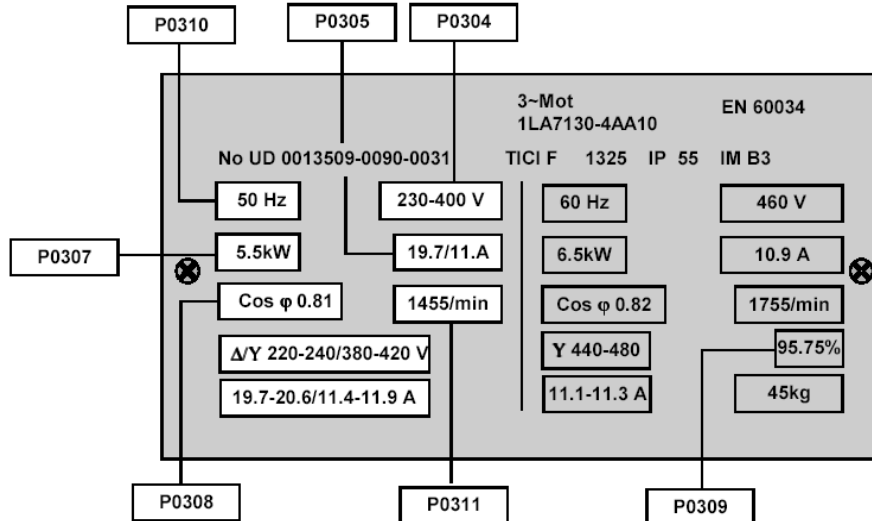 P0310
P0305
P0304
3~Mot
EN 60034
1LA7130-4AA10
No UD 0013509-0090-0031 TICI F 1325 IP 55 IM B3
50 Hz
230-400 V
60 Hz
460 V
P0307
5.5kW
19.7/11.A
6.5kW
10.9 A
Cos φ 0.81
1455/min
Cos φ 0.82
1755/min
Δ/Y 220-240/380-420 V
Y 440-480
95.75%
19.7-20.6/11.4-11.9 A
11.1-11.3 A
45kg
P0308
P0311
P0309